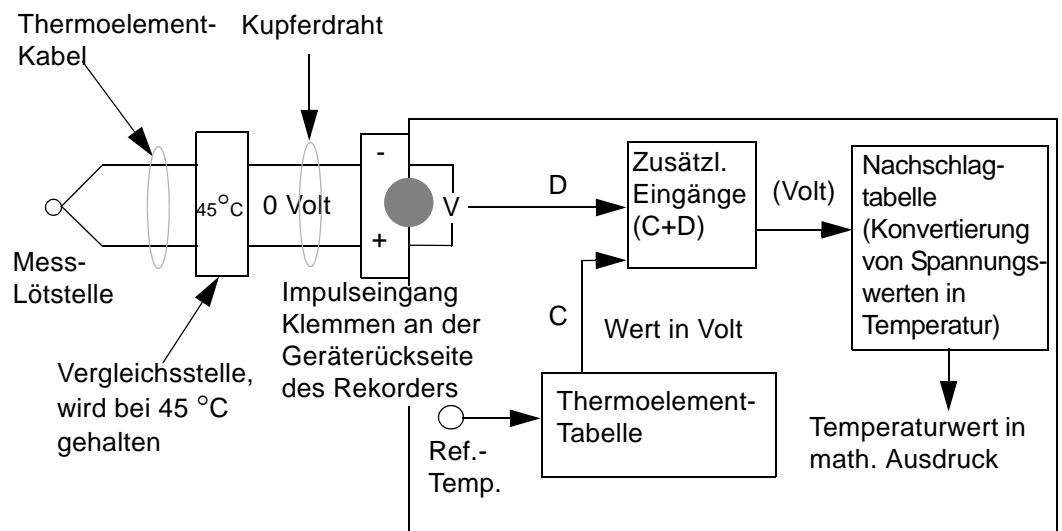 Thermoelement-
Kabel
Kupferdraht
-
+
45°C
0 Volt
V
D
Zusätzl.
Eingänge
(C+D)
(Volt)
Nachschlag-
tabelle
(Konvertierung
von Spannungs-
werten in
Temperatur)
Mess-
Lötstelle
Impulseingang
Klemmen an der
Geräterückseite
des Rekorders
C
Wert in Volt
Vergleichsstelle,
wird bei 45 °C
gehalten
Ref.-
Temp.
Thermoelement-
Tabelle
Temperaturwert in
math. Ausdruck